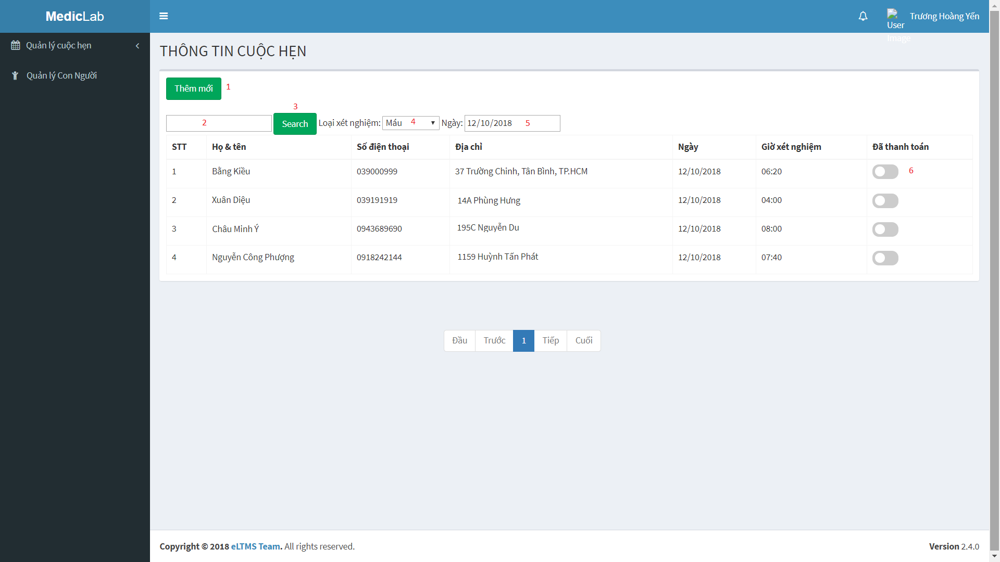 MedicLab
User Image
Trương Hoàng Yến
Quản lý cuộc hẹn
Quản lý Con Người
THÔNG TIN CUỘC HẸN
Thêm mới 1
3
2 Search Loại xét nghiệm: Máu 4 Ngày: 12/10/2018 5
STT Họ & tên Số điện thoại Địa chỉ Ngày Giờ xét nghiệm Đã thanh toán
1 Bằng Kiều 039000999 37 Trường Chinh, Tân Bình, TP.HCM 12/10/2018 06:20 6
2 Xuân Diệu 039191919 14A Phùng Hưng 12/10/2018 04:00
3 Châu Minh Ý 0943689690 195C Nguyễn Du 12/10/2018 08:00
4 Nguyễn Công Phượng 0918242144 1159 Huỳnh Tấn Phát 12/10/2018 07:40
Đầu Trước 1 Tiếp Cuối
Copyright © 2018 eLTMS Team. All rights reserved. Version 2.4.0